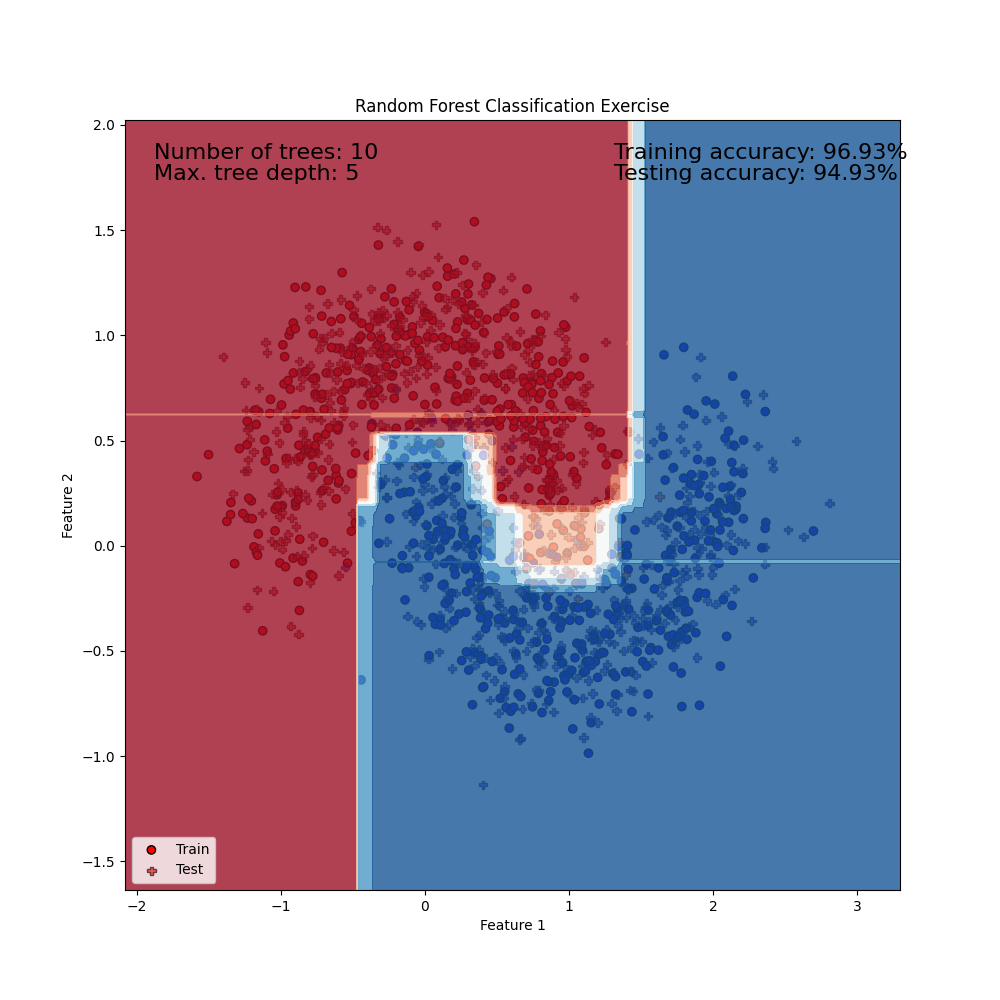 Random Forest Classification Exercise
Number of trees: 10
Max. tree depth: 5
Training accuracy: 96.93%
Testing accuracy: 94.93%
2.0
1.5
1.0
0.5
0.0
−0.5
−1.0
−1.5
Feature 2
Train
Test
−2
−1
0
1
2
3
Feature 1